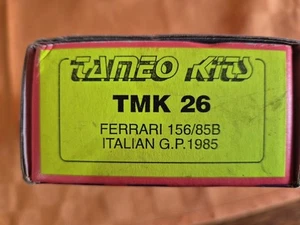 TAMEO KITS
TMK 26
FERRARI 156/85B
ITALIAN G.P.1985